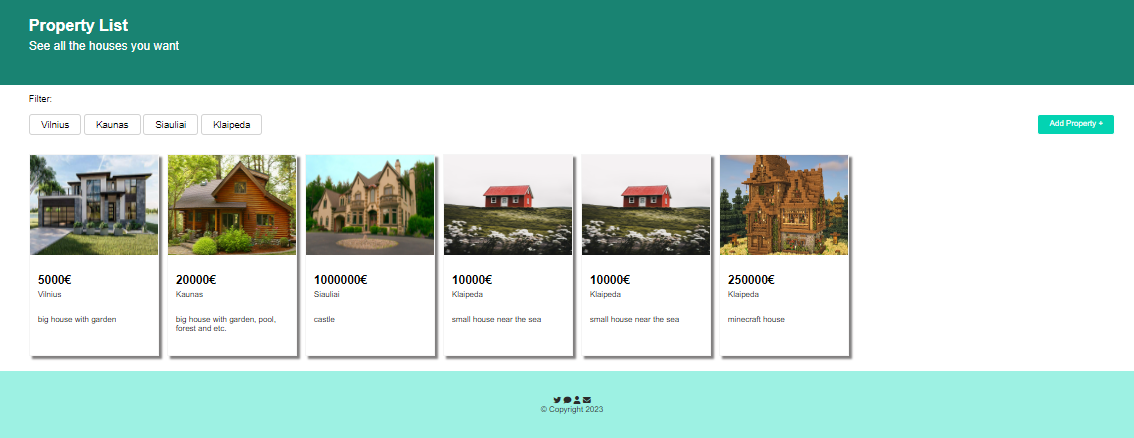 Property List
See all the houses you want
Filter:
Vilnius
Kaunas
Siauliai
Klaipeda
Add Property +
5000€
Vilnius
big house with garden
20000€
Kaunas
big house with garden, pool,
forest and etc.
1000000€
Siauliai
castle
10000€
Klaipeda
small house near the sea
10000€
Klaipeda
small house near the sea
250000€
Klaipeda
minecraft house
© Copyright 2023